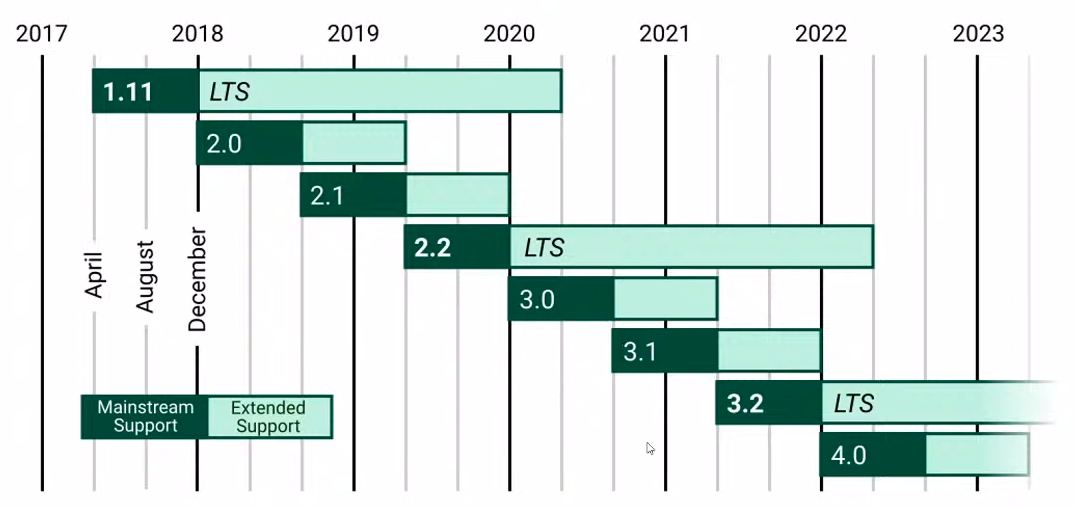 2017 2018 2019 2020 2021 2022 2023
1.11 LTS
2.0
2.1
2.2 LTS
April August December
3.0
3.1
3.2 LTS
Mainstream Support
Extended Support
4.0